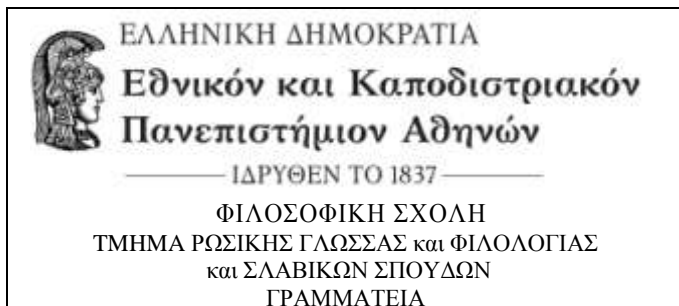 ΕΛΛΗΝΙΚΗ ΔΗΜΟΚΡΑΤΙΑ
Εθνικόν και Καποδιστριακόν
Πανεπιστήμιον Αθηνών
ΙΔΡΥΘΕΝ ΤΟ 1837
ΦΙΛΟΣΟΦΙΚΗ ΣΧΟΛΗ
ΤΜΗΜΑ ΡΩΣΙΚΗΣ ΓΛΩΣΣΑΣ και ΦΙΛΟΛΟΓΙΑΣ
και ΣΛΑΒΙΚΩΝ ΣΠΟΥΔΩΝ
ΓΡΑΜΜΑΤΕΙΑ